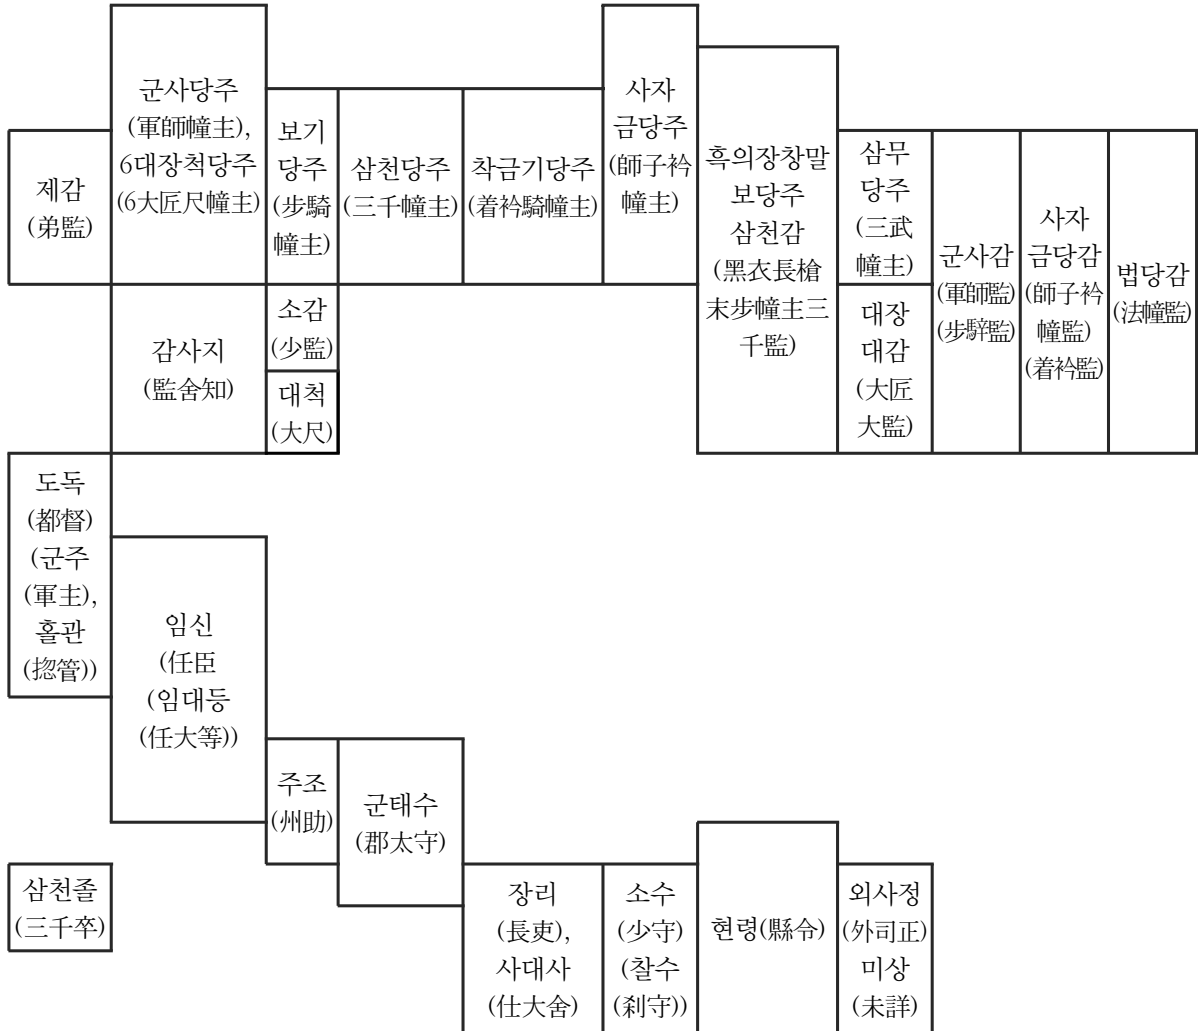 제감
(弟監)
군사당주
(軍師幢主),
6대장척당주
(6大匠尺幢主)
보기
당주
(步騎
幢主)
삼천당주
(三千幢主)
착금기당주
(着衿騎幢主)
사자
금당주
(師子衿
幢主)
흑의장창말
보당주
삼천감
(黑衣長槍
末步幢主三
千監)
삼무
당주
(三武
幢主)
군사감
(軍師監)
(步騂監)
사자
금당감
(師子衿
幢監)
(着衿監)
법당감
(法幢監)
감사지
(監舍知)
소감
(少監)
대척
(大尺)
대장
대감
(大匠
大監)
도독
(都督)
(군주
(軍主),
홀관
(揔管))
임신
(任臣
(임대등
(任大等))
주조
(州助)
군태수
(郡太守)
삼천졸
(三千卒)
장리
(長吏),
사대사
(仕大舍)
소수
(少守)
(찰수
(刹守))
현령(縣令)
외사정
(外司正)
미상
(未詳)